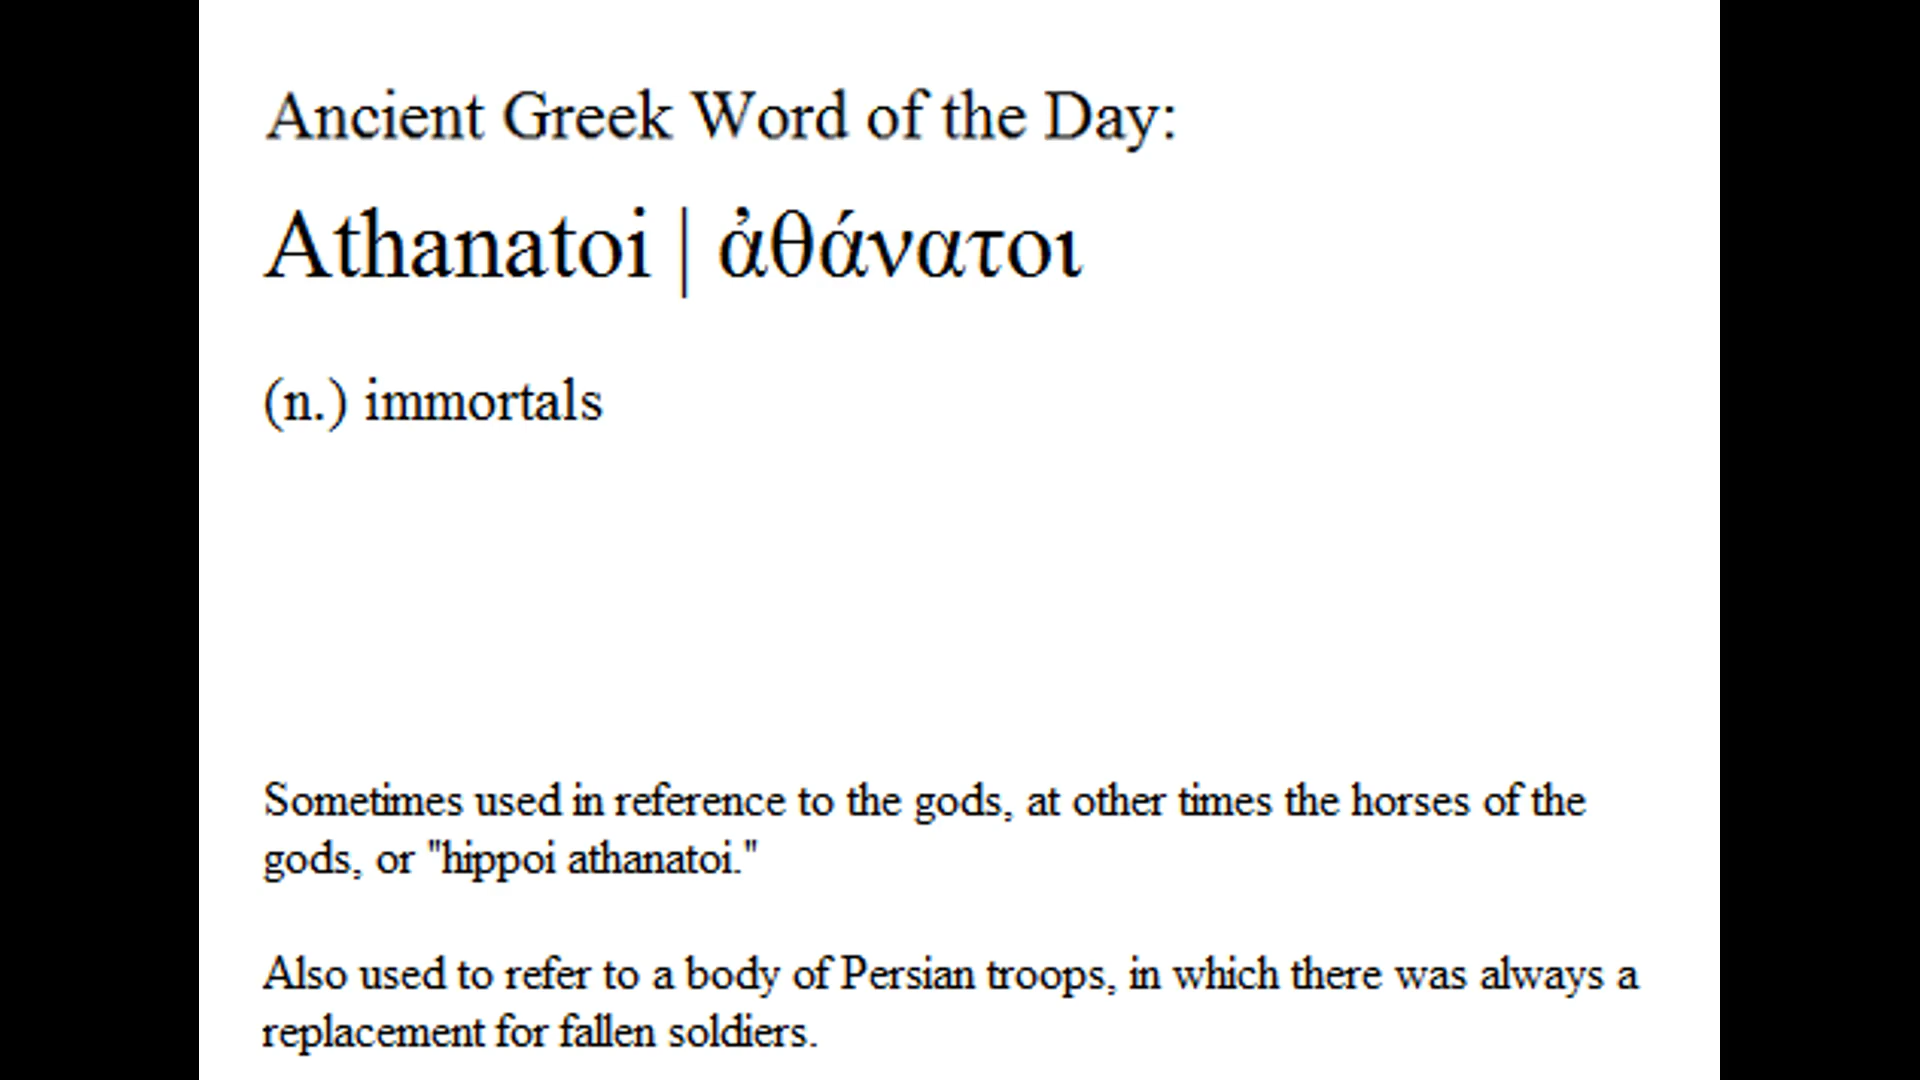 Ancient Greek Word of the Day:
Athanatoi | ἀθάνατοι
(n.) immortals
Sometimes used in reference to the gods, at other times the horses of the
gods, or "hippoi athanatoi."
Also used to refer to a body of Persian troops, in which there was always a
replacement for fallen soldiers.